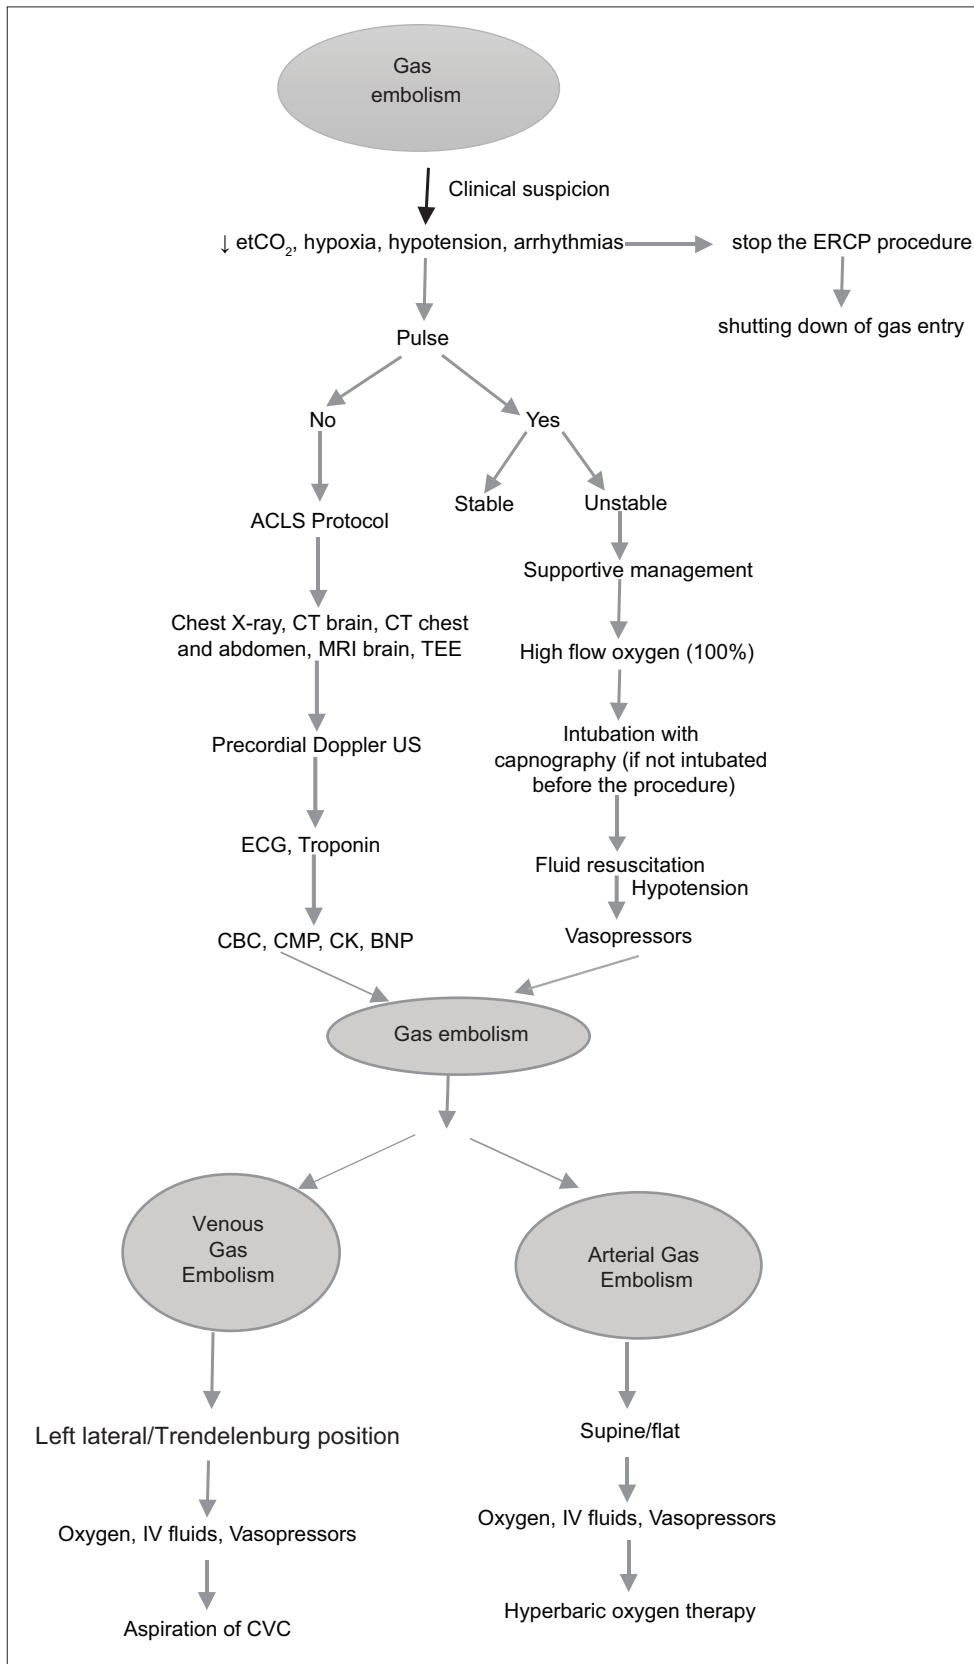 Gas
embolism
Clinical suspicion
↓ etCO₂, hypoxia, hypotension, arrhythmias
stop the ERCP procedure
shutting down of gas entry
Pulse
No
Yes
Stable
Unstable
ACLS Protocol
Supportive management
Chest X-ray, CT brain, CT chest
and abdomen, MRI brain, TEE
High flow oxygen (100%)
Precordial Doppler US
Intubation with
capnography (if not intubated
before the procedure)
ECG, Troponin
Fluid resuscitation
Hypotension
CBC, CMP, CK, BNP
Vasopressors
Gas embolism
Venous
Gas
Embolism
Arterial Gas
Embolism
Left lateral/Trendelenburg position
Supine/flat
Oxygen, IV fluids, Vasopressors
Oxygen, IV fluids, Vasopressors
Aspiration of CVC
Hyperbaric oxygen therapy